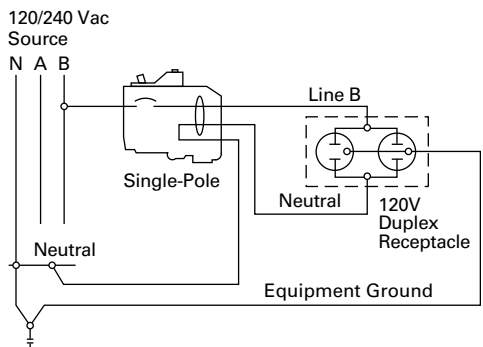 120/240 Vac
Source
N A B
Line B
Single-Pole
Neutral
120V
Duplex
Receptacle
Neutral
Equipment Ground